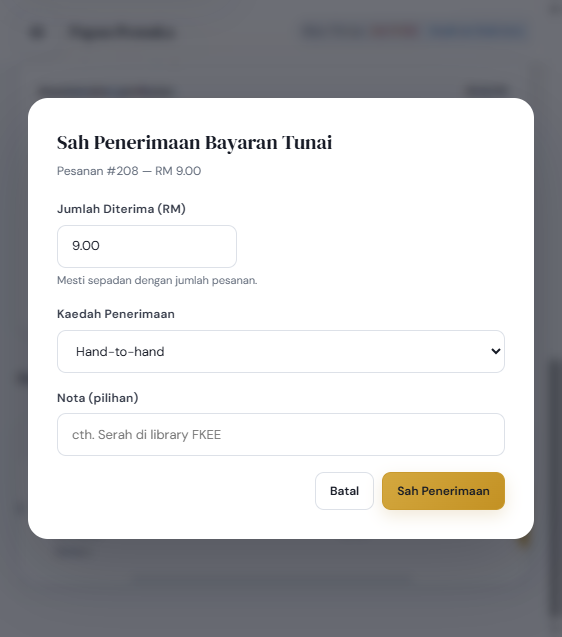 Sah Penerimaan Bayaran Tunai
Pesanan #208 — RM 9.00
Jumlah Diterima (RM)
9.00
Mesti sepadan dengan jumlah pesanan.
Kaedah Penerimaan
Hand-to-hand
Nota (pilihan)
cth. Serah di library FKEE
Batal
Sah Penerimaan